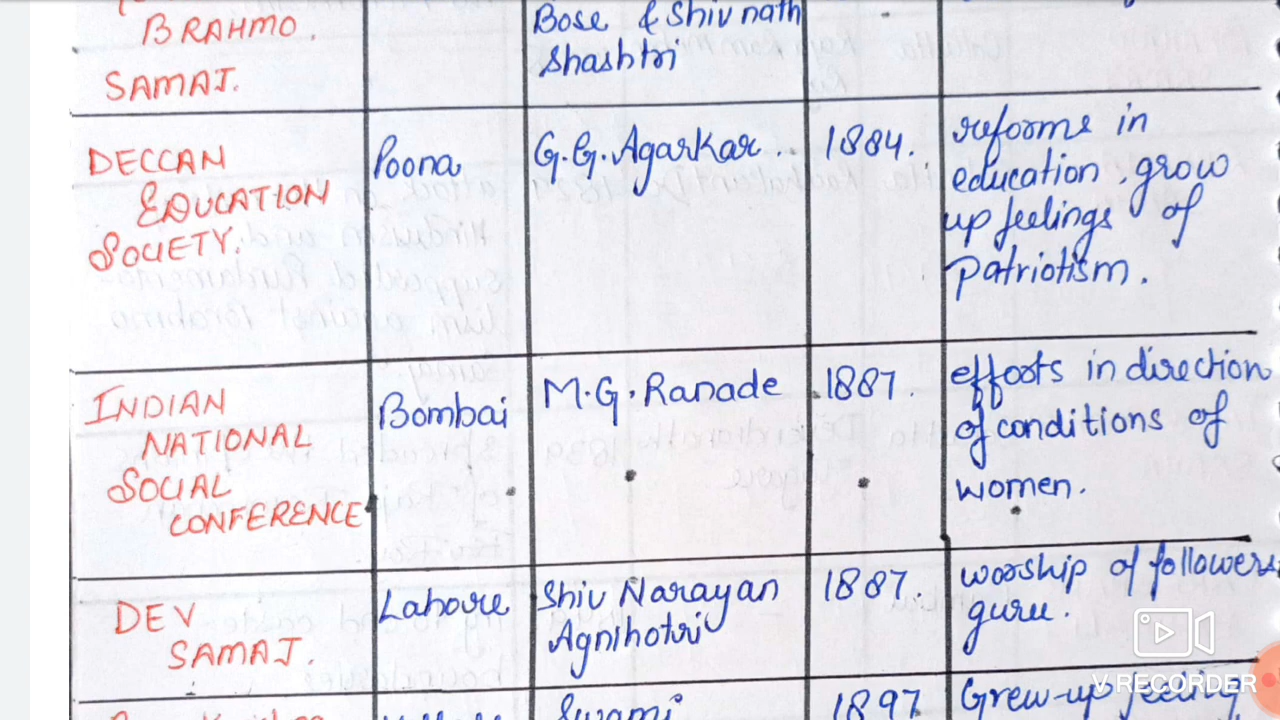 BRAHMO.
SAMAJ.
Bose & Shiv nath
Shashtri
DECCAN
EDUCATION
SOCIETY.
Poona
G.G. Agarkar.
1884.
reforms in
education, grow
up feelings of
patriotism.
INDIAN
NATIONAL
SOCIAL
CONFERENCE
Bombai
M.G. Ranade
1887.
effoots in direction
of conditions of
women.
DEV
SAMAJ.
Lahore
Shiv Narayan
Agnihotri
1887.
worship of followers
guru.
Swami
1897
Grew-up feeling
V RECORDER